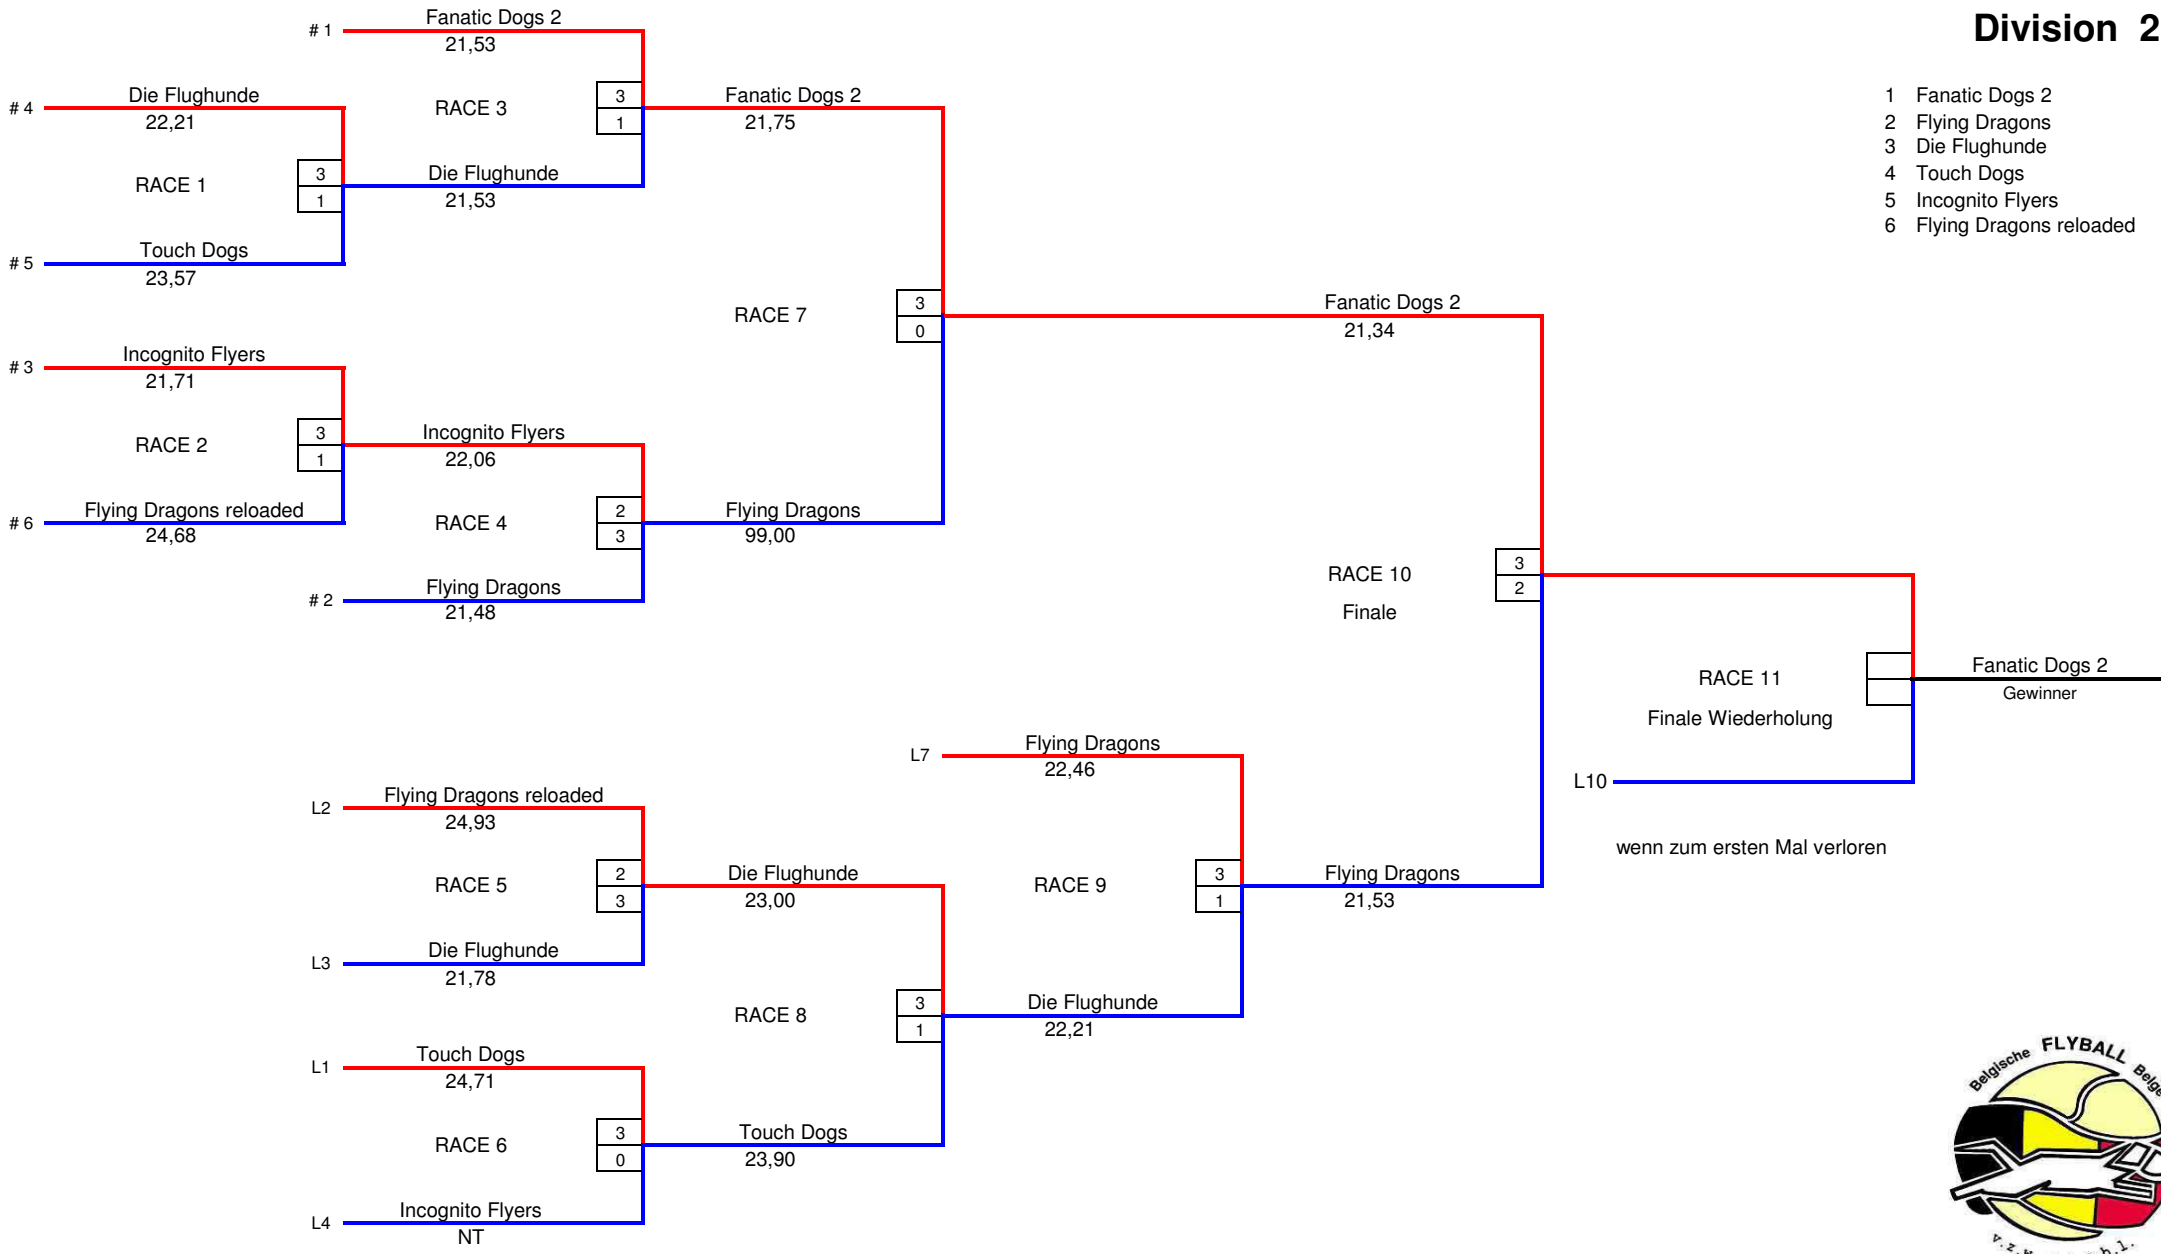 Division 2
1 Fanatic Dogs 2
2 Flying Dragons
3 Die Flughunde
4 Touch Dogs
5 Incognito Flyers
6 Flying Dragons reloaded
# 1
Fanatic Dogs 2
21,53
# 4
Die Flughunde
22,21
RACE 3
3
1
Fanatic Dogs 2
21,75
RACE 1
3
1
Die Flughunde
21,53
# 5
Touch Dogs
23,57
RACE 7
3
0
Fanatic Dogs 2
21,34
# 3
Incognito Flyers
21,71
RACE 2
3
1
Incognito Flyers
22,06
# 6
Flying Dragons reloaded
24,68
RACE 4
2
3
Flying Dragons
99,00
# 2
Flying Dragons
21,48
RACE 10
Finale
3
2
RACE 11
Finale Wiederholung
Fanatic Dogs 2
Gewinner
L7
Flying Dragons
22,46
L10
wenn zum ersten Mal verloren
L2
Flying Dragons reloaded
24,93
RACE 5
2
3
Die Flughunde
23,00
RACE 9
3
1
Flying Dragons
21,53
L3
Die Flughunde
21,78
RACE 8
3
1
Die Flughunde
22,21
L1
Touch Dogs
24,71
RACE 6
3
0
Touch Dogs
23,90
L4
Incognito Flyers
NT
Belgische FLYBALL Belge